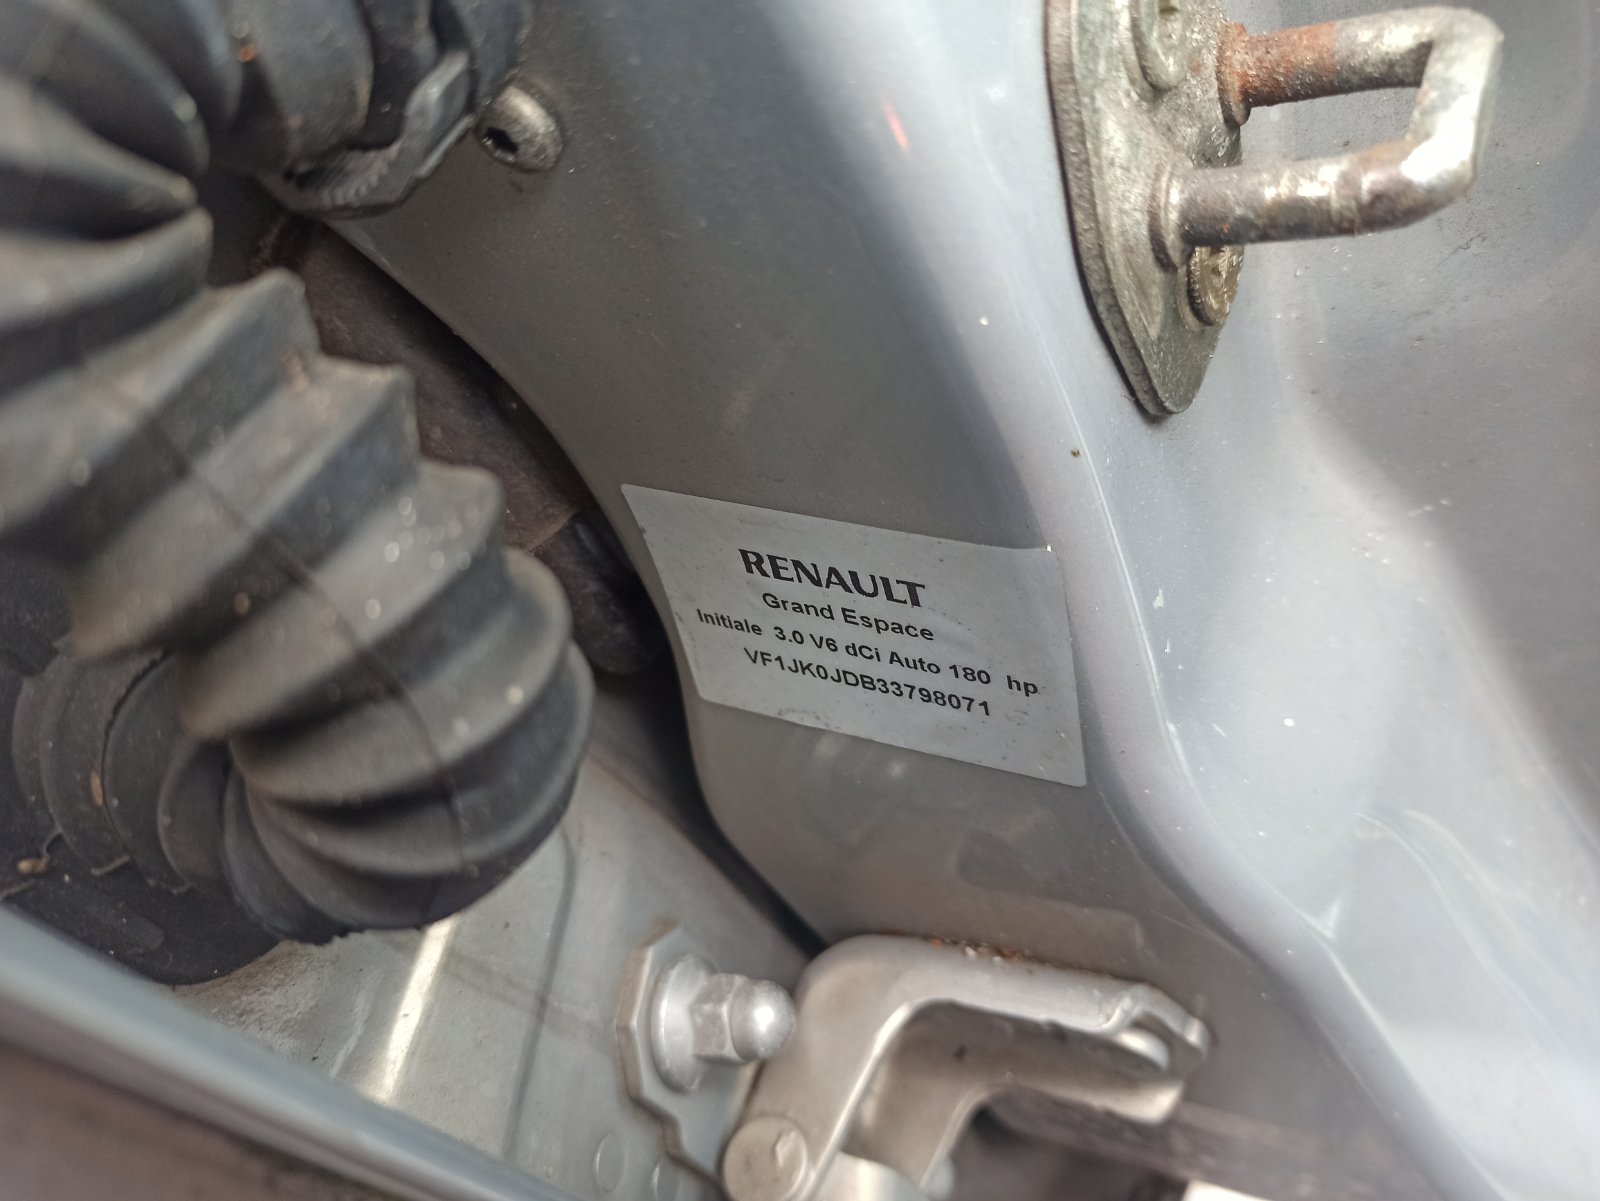 RENAULT
Grand Espace
Initiale 3.0 V6 dCi Auto 180 hp
VF1JK0JDB33798071